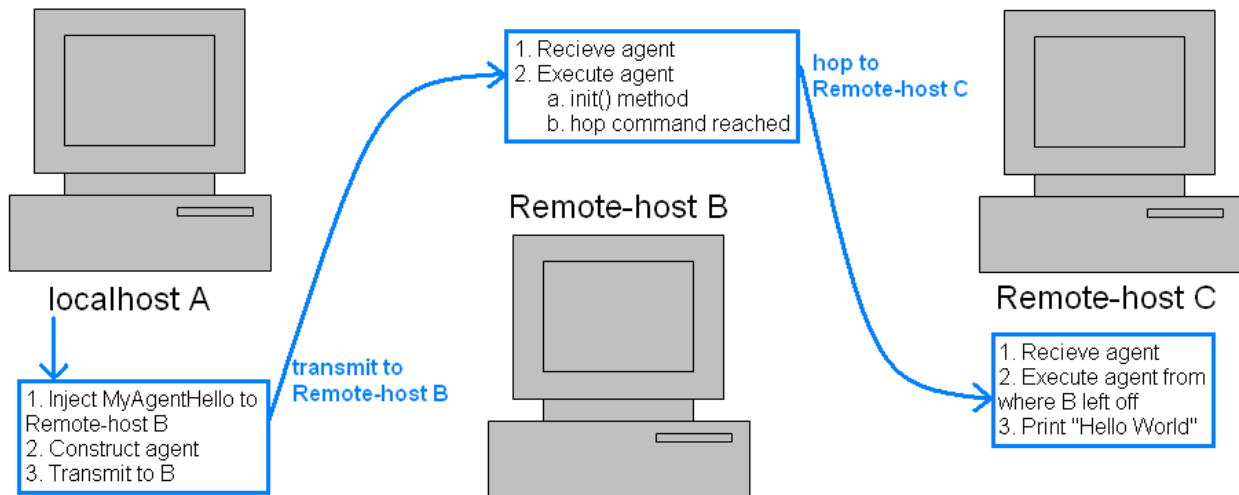 localhost A
1. Inject MyAgentHello to
Remote-host B
2. Construct agent
3. Transmit to B
transmit to
Remote-host B
1. Recieve agent
2. Execute agent
a. init() method
b. hop command reached
Remote-host B
hop to
Remote-host C
Remote-host C
1. Recieve agent
2. Execute agent from
where B left off
3. Print "Hello World"